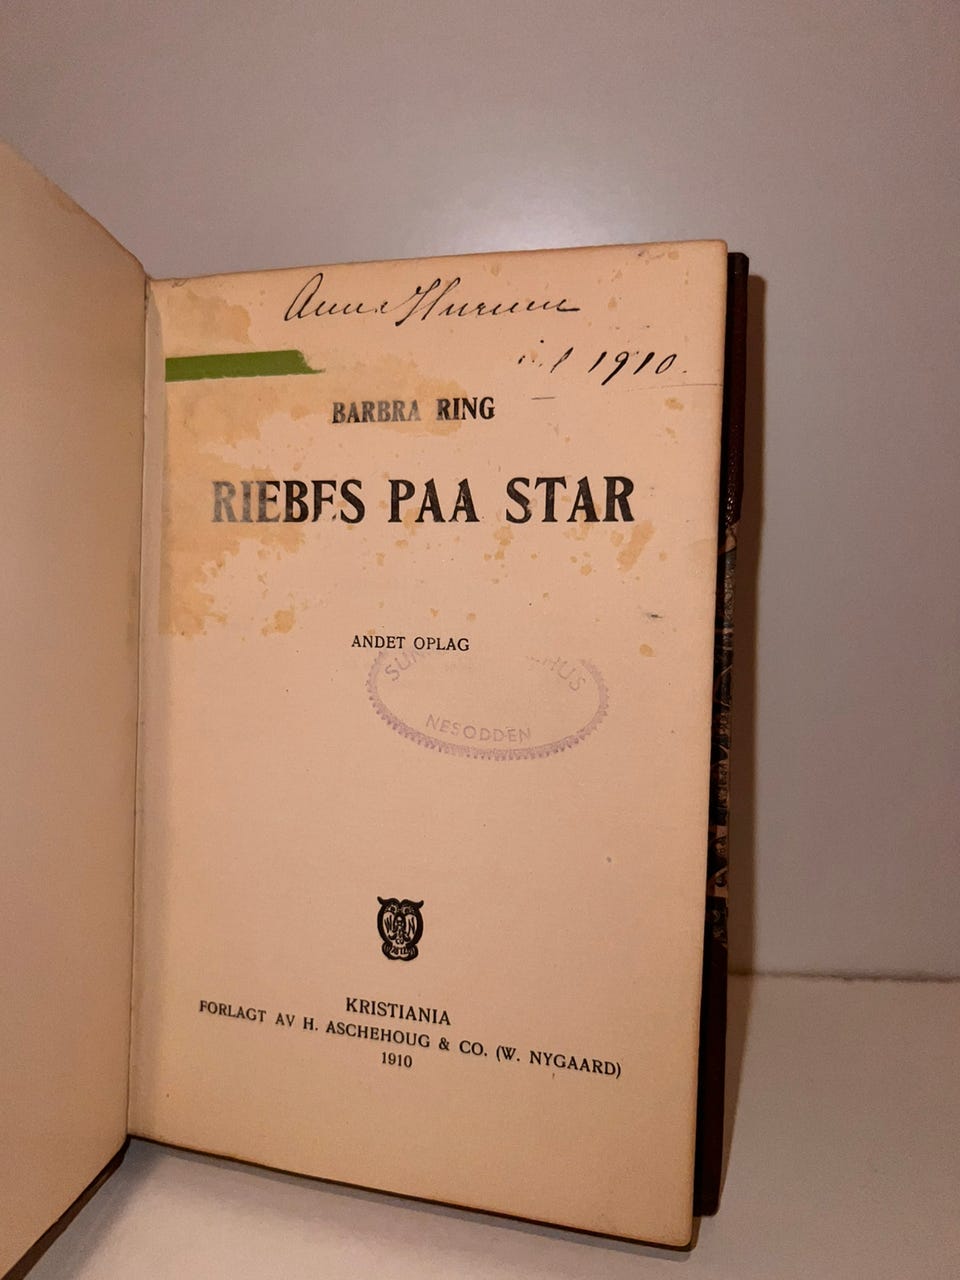 1910.
BARBRA RING
RIEBES PAA STAR
ANDET OPLAG
NESODDEN
KRISTIANIA
FORLAGT AV H. ASCHEHOUG & CO. (W. NYGAARD)
1910